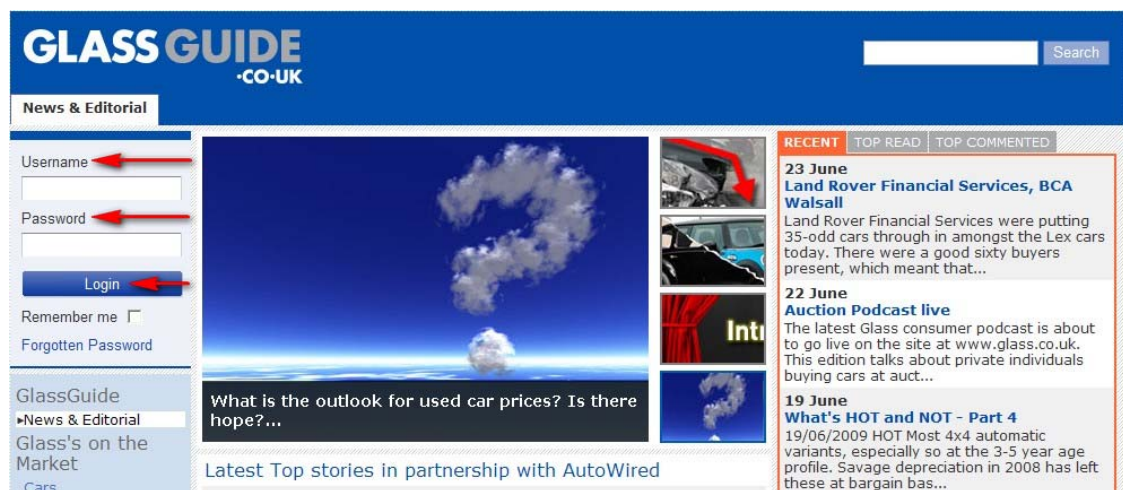 GLASS GUIDE
·CO·UK
Search
News & Editorial
Username
Password
Login
Remember me
Forgotten Password
GlassGuide
News & Editorial
Glass's on the
Market
Cars
Intr
What is the outlook for used car prices? Is there
hope?...
Latest Top stories in partnership with AutoWired
RECENT TOP READ TOP COMMENTED
23 June
Land Rover Financial Services, BCA
Walsall
Land Rover Financial Services were putting
35-odd cars through in amongst the Lex cars
today. There were a good sixty buyers
present, which meant that...
22 June
Auction Podcast live
The latest Glass consumer podcast is about
to go live on the site at www.glass.co.uk.
This edition talks about private individuals
buying cars at auct...
19 June
What's HOT and NOT - Part 4
19/06/2009 HOT Most 4x4 automatic
variants, especially so at the 3-5 year age
profile. Savage depreciation in 2008 has left
these at bargain bas...